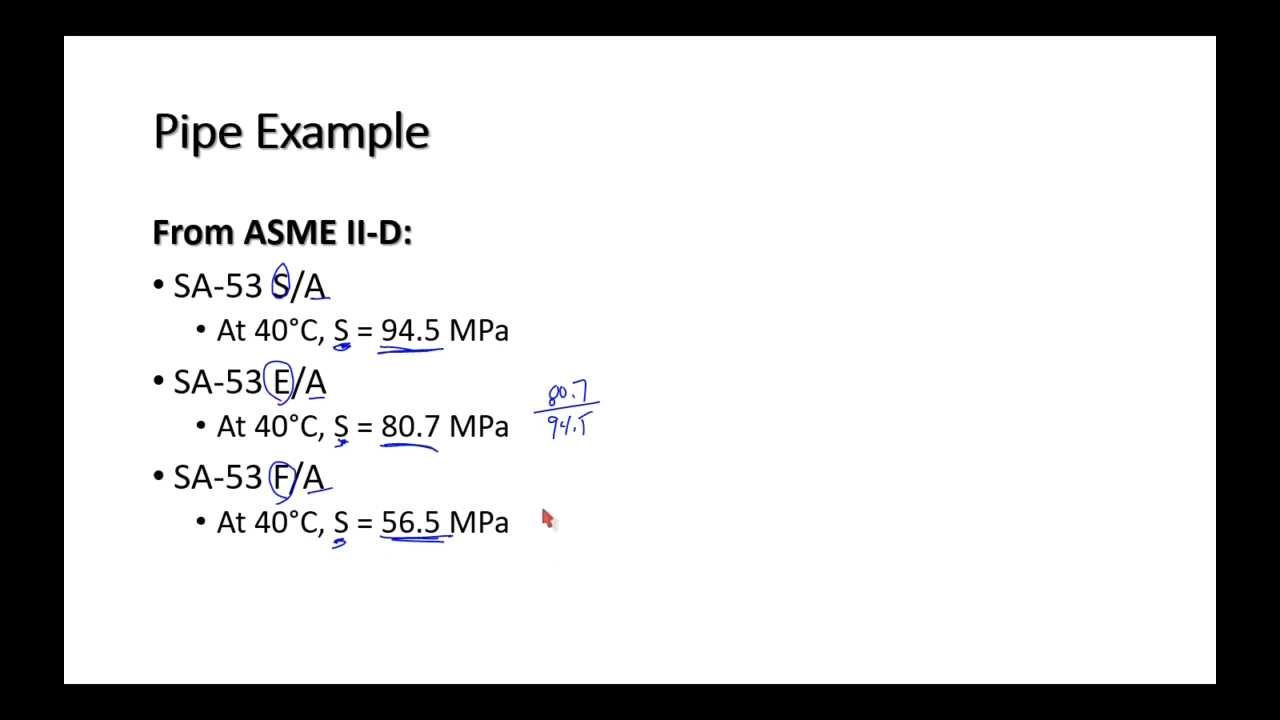 Pipe Example
From ASME II-D:
• SA-53 S/A
• At 40°C, S = 94.5 MPa
• SA-53 E/A
• At 40°C, S = 80.7 MPa
80.7
94.5
• SA-53 F/A
• At 40°C, S = 56.5 MPa